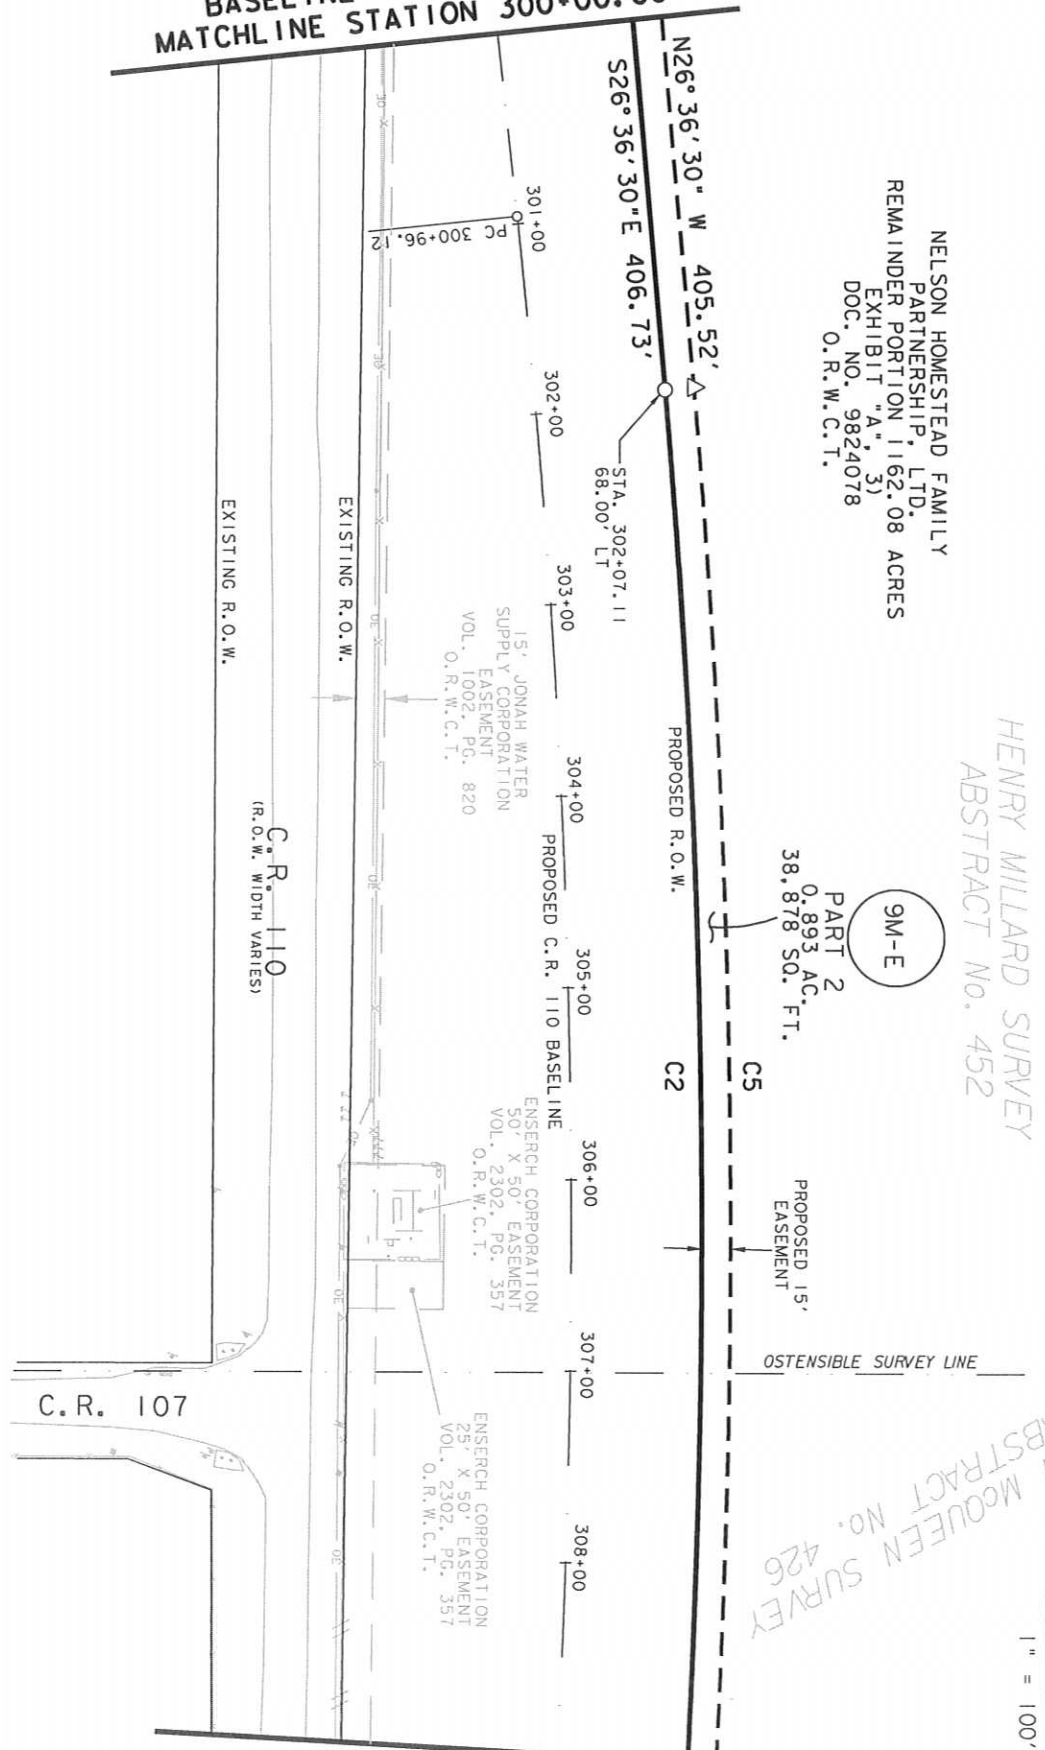 MATCHLINE STATION 300+00.00
N26°36'30" W 405.52'
S26°36'30"E 406.73'
NELSON HOMESTEAD FAMILY
PARTNERSHIP, LTD.
REMAINDER PORTION 1162.08 ACRES
EXHIBIT "A", 3)
DOC. NO. 9824078
O.R.W.C.T.
HENRY MILLARD SURVEY
ABSTRACT No. 452
9M-E
PART 2
0.893 AC.
38,878 SQ. FT.
STA. 302+07.11
68.00' LT
PC 300+96.12
301+00
302+00
303+00
304+00
305+00
306+00
307+00
308+00
PROPOSED R.O.W.
C5
C2
PROPOSED 15'
EASEMENT
PROPOSED C.R. 110 BASELINE
15' JONAH WATER
SUPPLY CORPORATION
EASEMENT
VOL. 1002, PG. 820
O.R.W.C.T.
ENSERCH CORPORATION
50' X 50' EASEMENT
VOL. 2302, PG. 357
O.R.W.C.T.
ENSERCH CORPORATION
25' X 50' EASEMENT
VOL. 2302, PG. 357
O.R.W.C.T.
EXISTING R.O.W.
EXISTING R.O.W.
C.R. 110
(R.O.W. WIDTH VARIES)
C.R. 107
OSTENSIBLE SURVEY LINE
McQUEEN SURVEY
NO. 426
1" = 100'
OE
OE
OE
OE